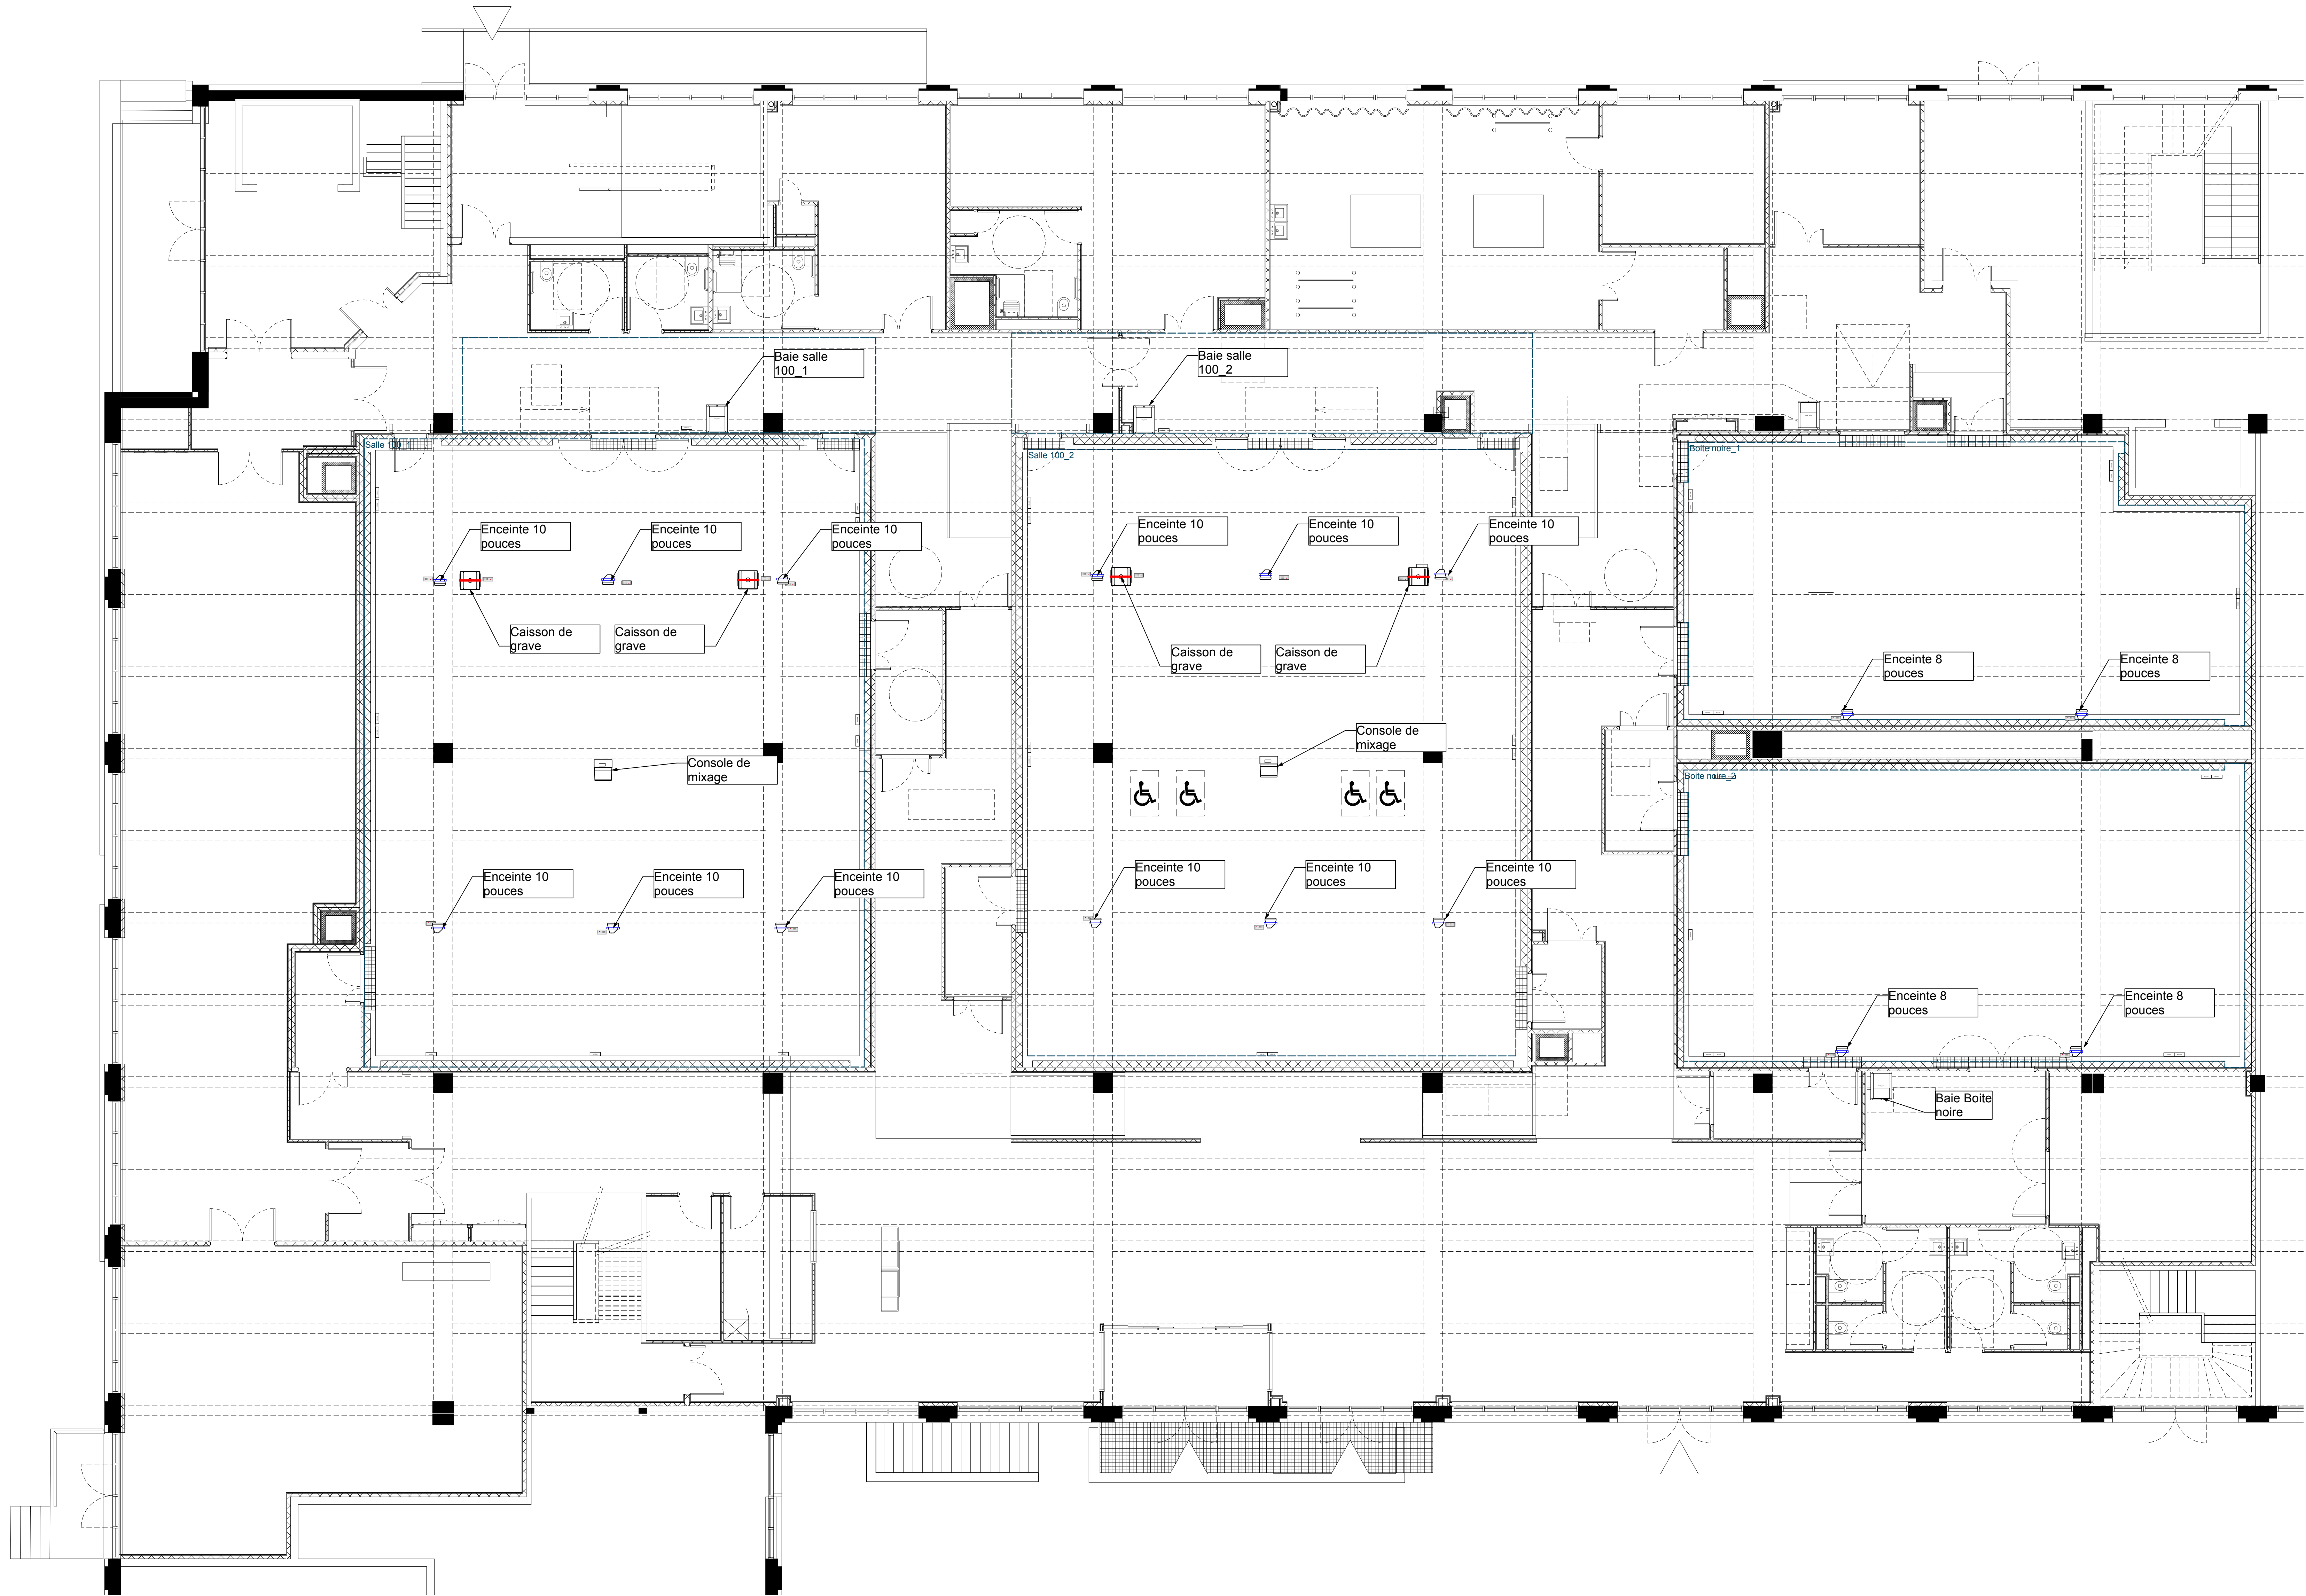 Baie salle
100_1
Baie salle
100_2
Salle 100_1
Salle 100_2
Boite noire_1
Enceinte 10
pouces
Enceinte 10
pouces
Enceinte 10
pouces
Enceinte 10
pouces
Enceinte 10
pouces
Enceinte 10
pouces
Caisson de
grave
Caisson de
grave
Caisson de
grave
Caisson de
grave
Enceinte 8
pouces
Enceinte 8
pouces
Console de
mixage
Console de
mixage
Boite noire_2
Enceinte 10
pouces
Enceinte 10
pouces
Enceinte 10
pouces
Enceinte 10
pouces
Enceinte 10
pouces
Enceinte 10
pouces
Enceinte 8
pouces
Enceinte 8
pouces
Baie Boite
noire